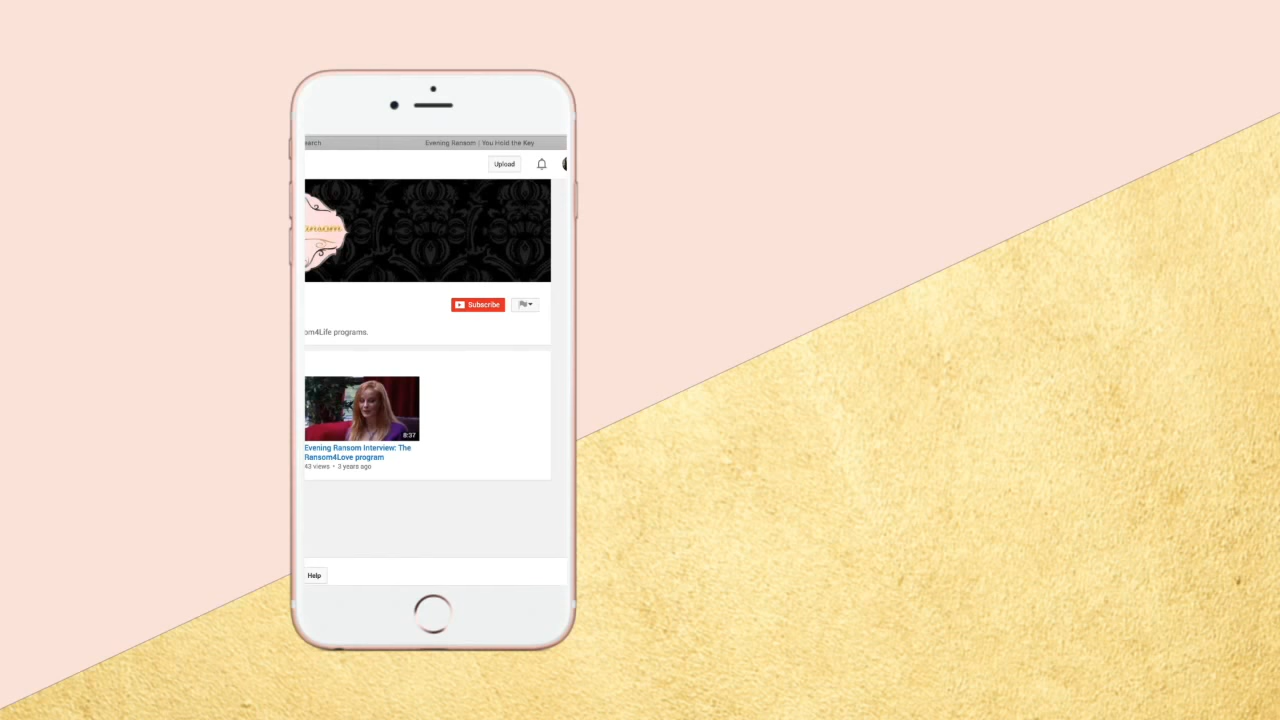 earch
Evening Ransom | You Hold the Key
Upload
ansom
Subscribe
om4Life programs.
8:37
Evening Ransom Interview: The
Ransom4Love program
43 views • 3 years ago
Help